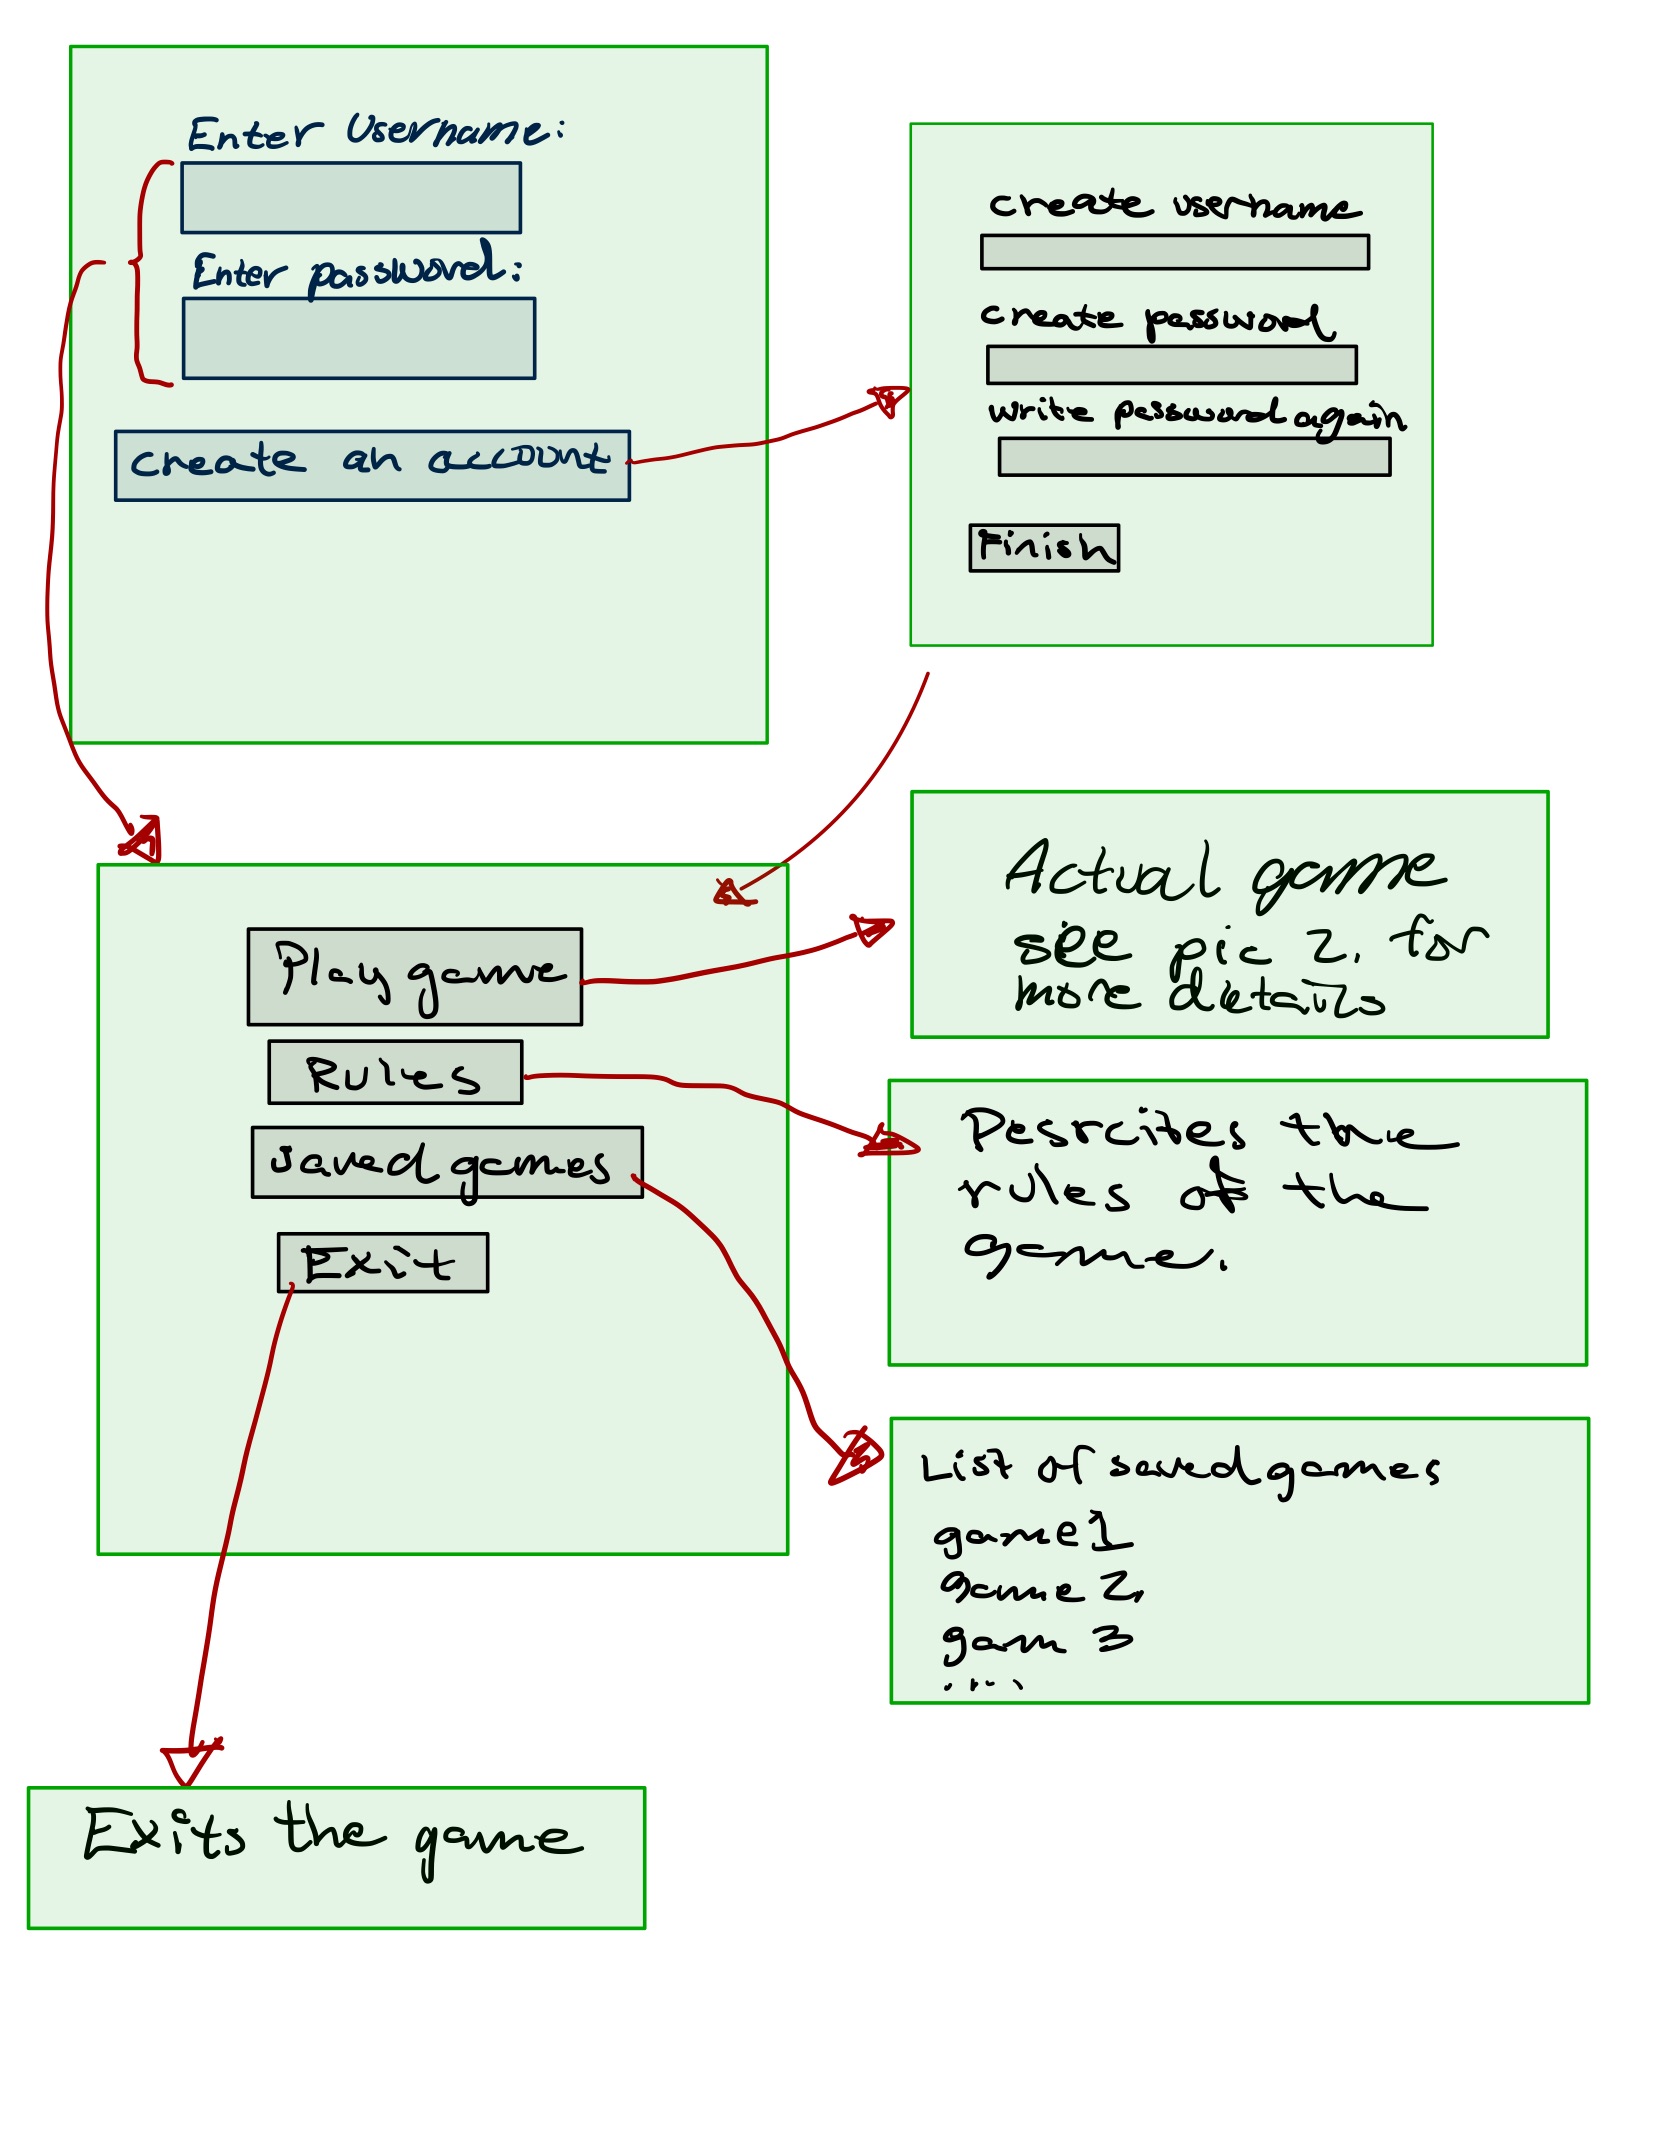 Enter Username:
Enter password:
create an account
create username
create password
write password again
Finish
Play game
Rules
saved games
Exit
Actual game
see pic 2. for
more details
Desrcites the
rules of the
game.
List of saved games
game 1
game 2
gam 3
....
Exits the game